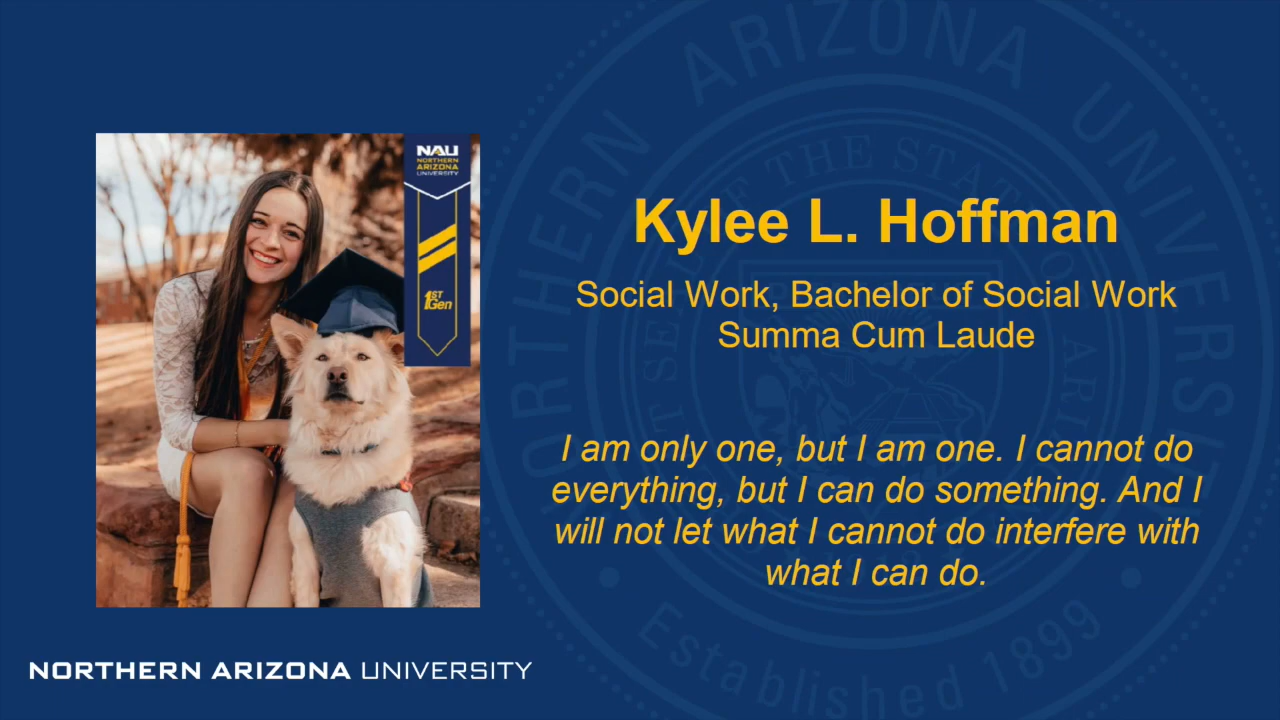 NAU
NORTHERN
ARIZONA
UNIVERSITY
1ST
Gen
Kylee L. Hoffman
Social Work, Bachelor of Social Work
Summa Cum Laude
I am only one, but I am one. I cannot do
everything, but I can do something. And I
will not let what I cannot do interfere with
what I can do.
NORTHERN ARIZONA UNIVERSITY
NORTHERN ARIZONA UNIVERSITY
Established 1899